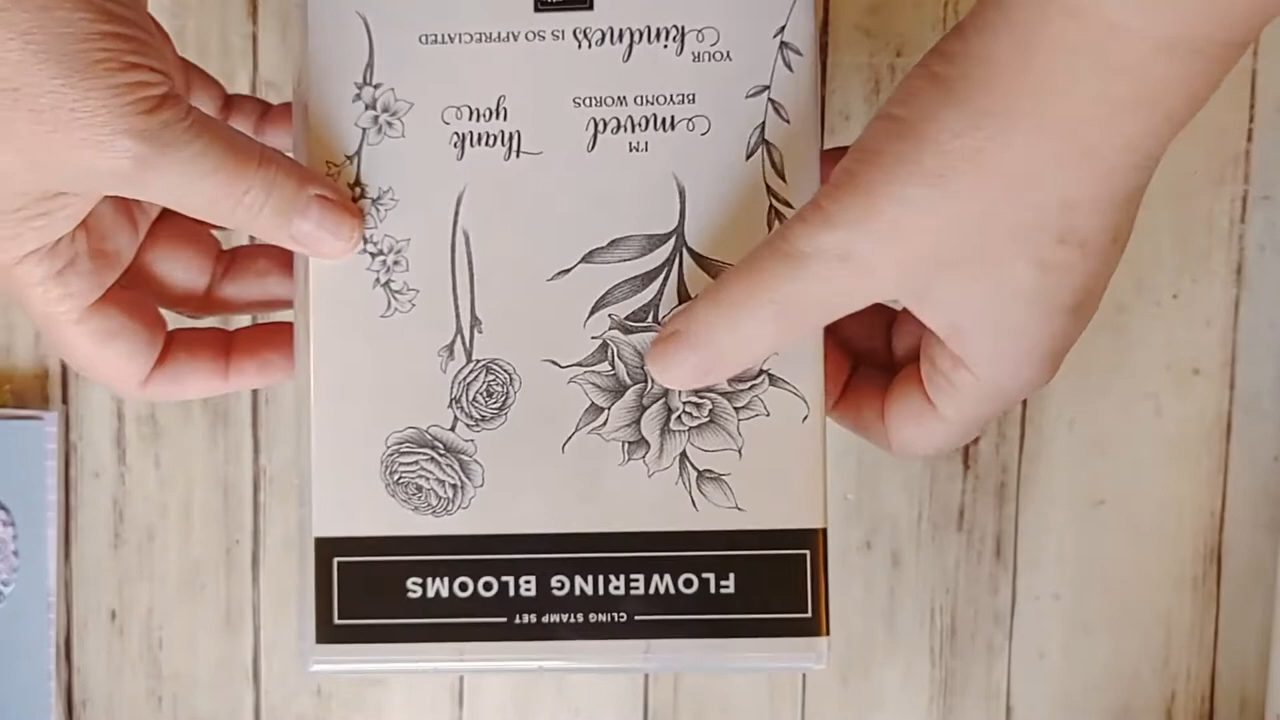 CLING STAMP SET
FLOWERING BLOOMS
I'M
moved
BEYOND WORDS
thank
you
YOUR kindness IS SO APPRECIATED